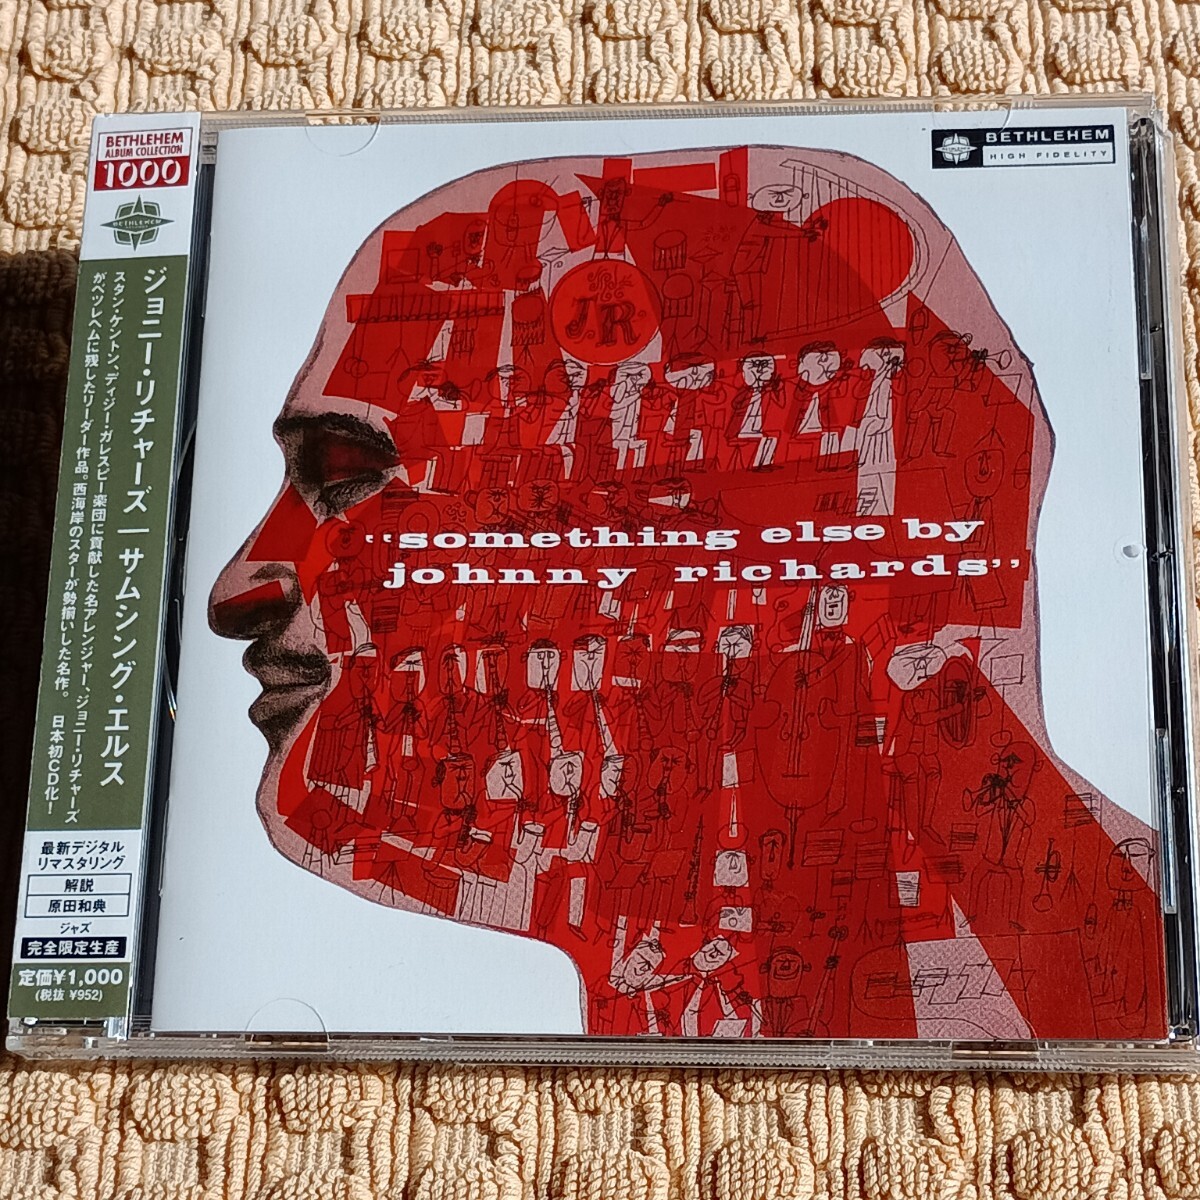 BETHLEHEM
ALBUM COLLECTION
1000
BETHLEHEM
ジョニー・リチャーズ｜サムシング・エルス
スタン・ケントン、ディジー・ガレスピー楽団に貢献した名アレンジャー、ジョニー・リチャーズ
がベツレヘムに残したリーダー作品。西海岸のスターが勢揃いした名作。 日本初CD化!
最新デジタル
リマスタリング
解説
原田和典
ジャズ
完全限定生産
定価¥1,000
(税抜 ¥952)
BETHLEHEM
HIGH FIDELITY
J.R.
"something else by
johnny richards"